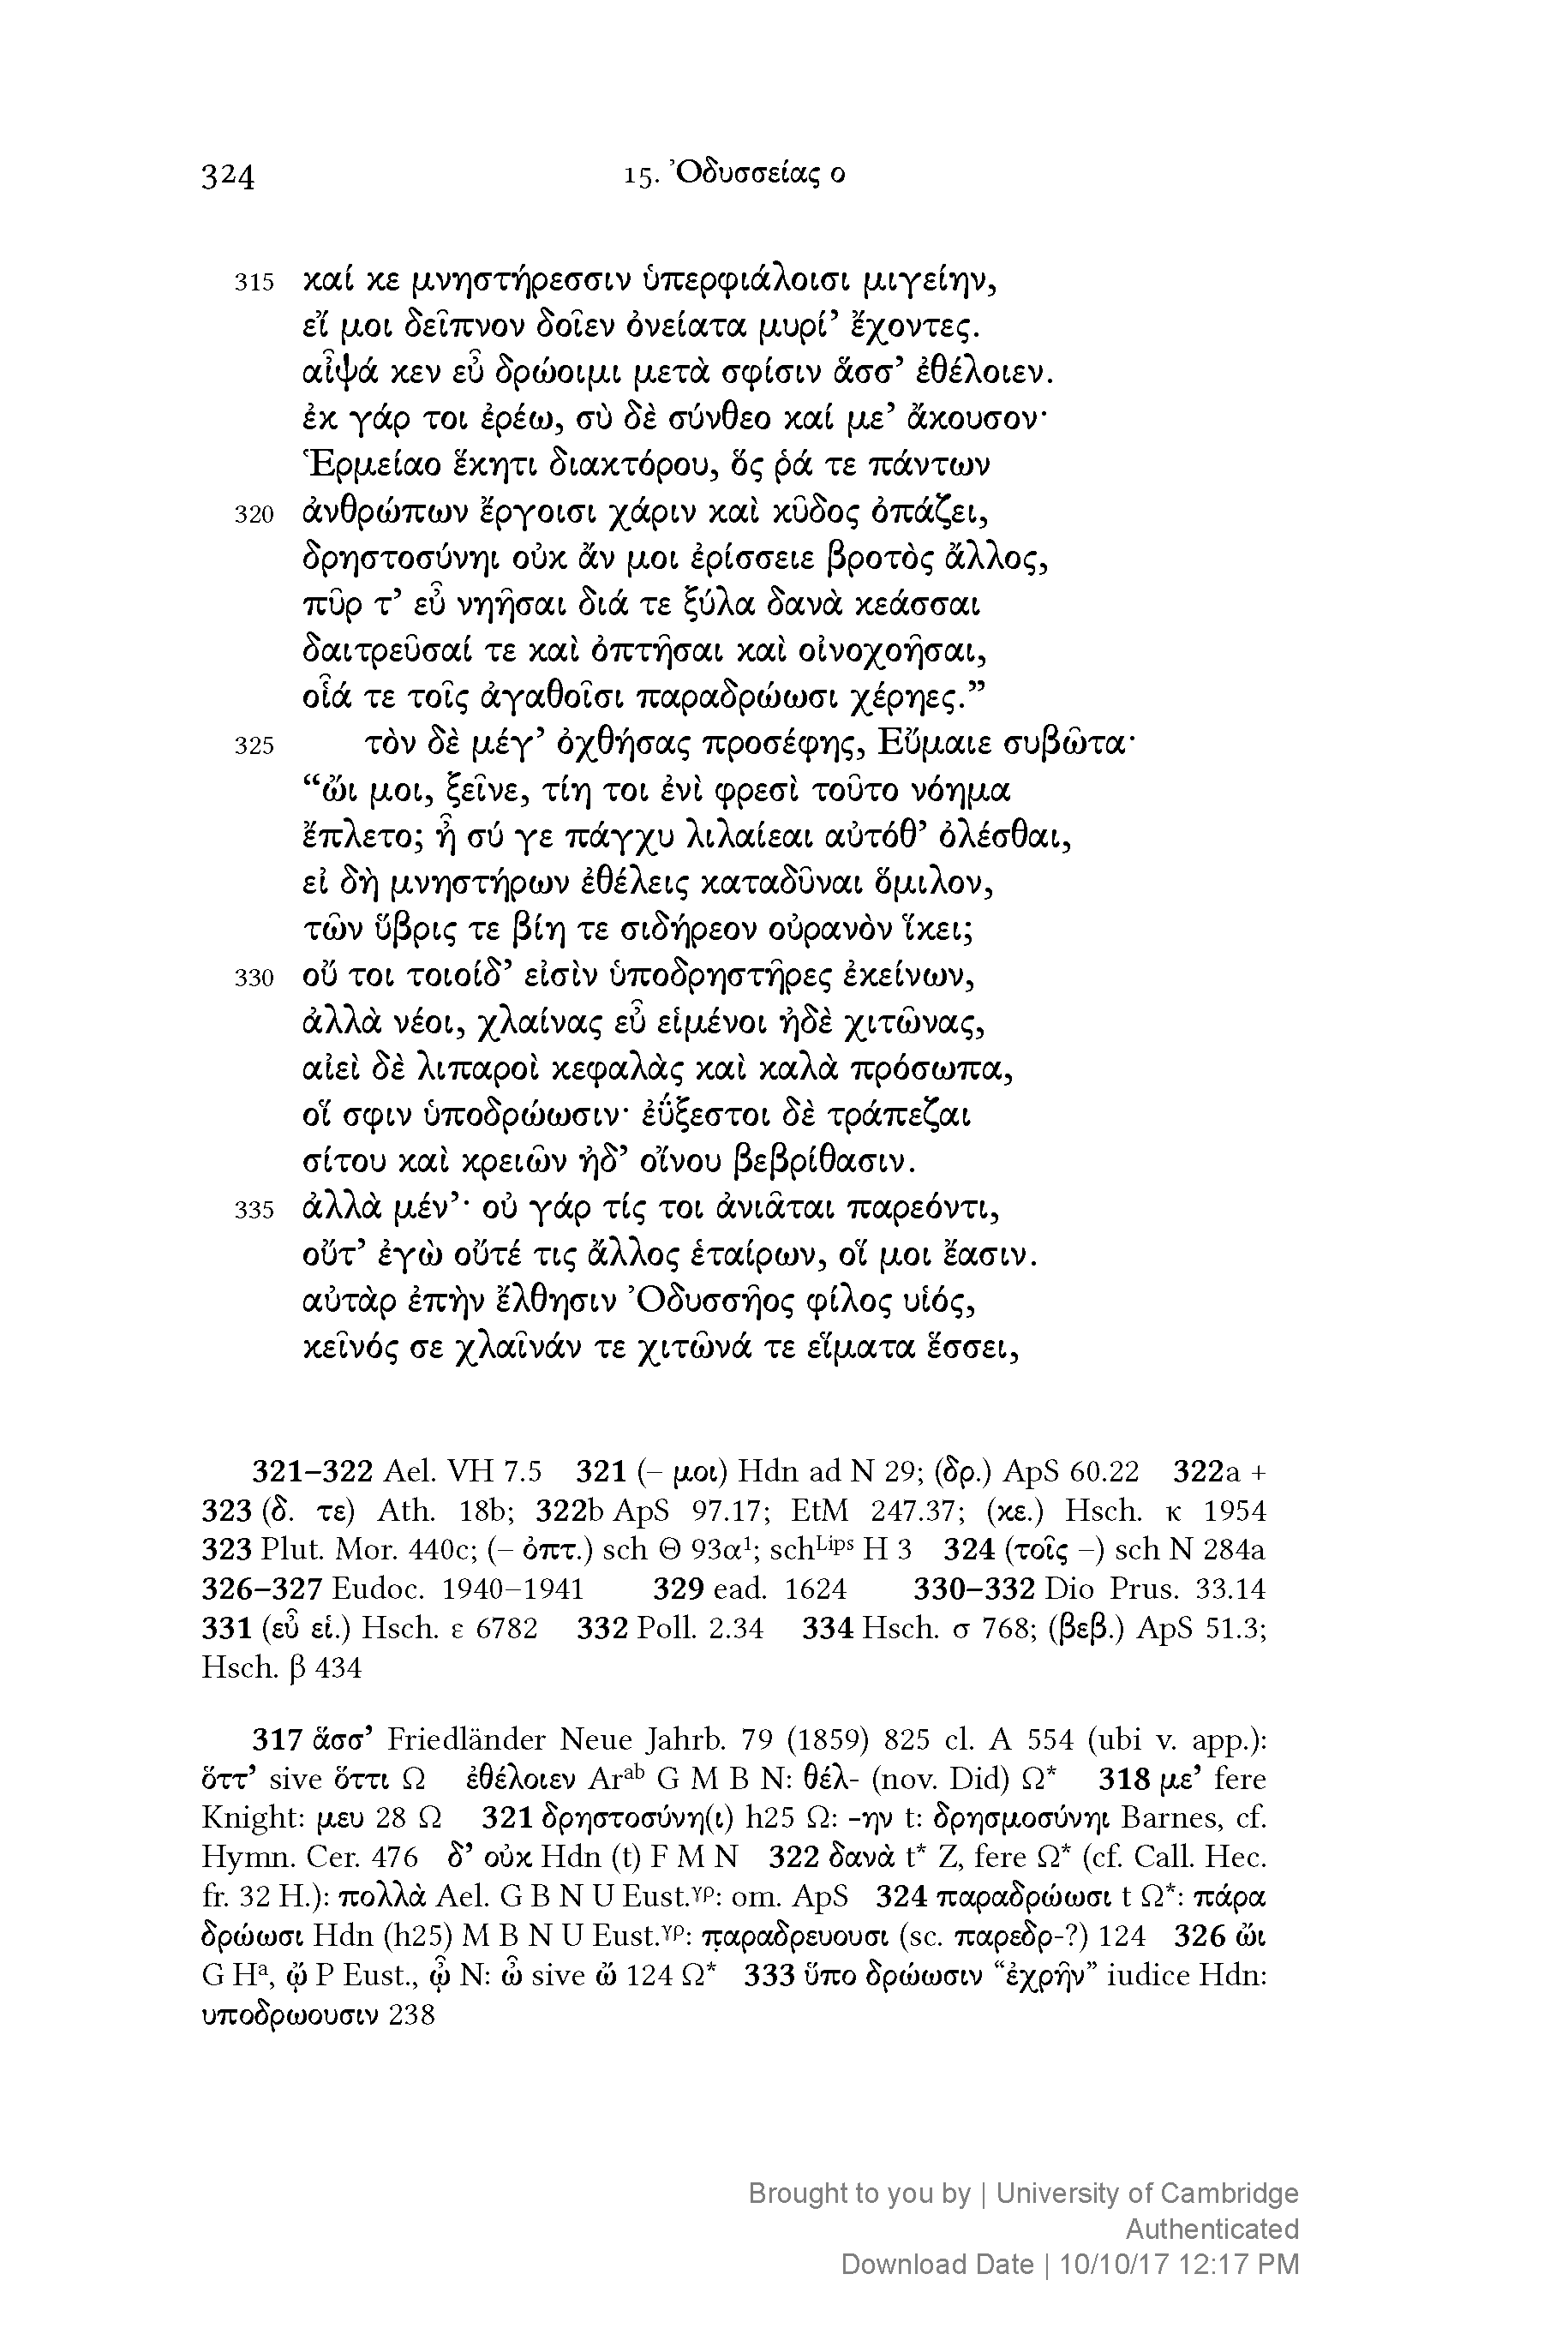 324 15. Ὀδυσσείας ο
315 καί κε μνηστήρεσσιν ὑπερφιάλοισι μιγείην,
εἴ μοι δεῖπνον δοῖεν ὀνείατα μυρί’ ἔχοντες.
αἶψά κεν εὖ δρώοιμι μετὰ σφίσιν ἅσσ’ ἐθέλοιεν.
ἐκ γάρ τοι ἐρέω, σὺ δὲ σύνθεο καί με’ ἄκουσον·
Ἑρμείαο ἕκητι διακτόρου, ὅς ῥά τε πάντων
320 ἀνθρώπων ἔργοισι χάριν καὶ κῦδος ὀπάζει,
δρηστοσύνηι οὐκ ἄν μοι ἐρίσσειε βροτὸς ἄλλος,
πῦρ τ’ εὖ νηῆσαι διά τε ξύλα δανὰ κεάσσαι
δαιτρεῦσαί τε καὶ ὀπτῆσαι καὶ οἰνοχοῆσαι,
οἷά τε τοῖς ἀγαθοῖσι παραδρώωσι χέρηες.”
325 τὸν δὲ μέγ’ ὀχθήσας προσέφης, Εὔμαιε συβῶτα·
“ὤι μοι, ξεῖνε, τίη τοι ἐνὶ φρεσὶ τοῦτο νόημα
ἔπλετο; ἦ σύ γε πάγχυ λιλαίεαι αὐτόθ’ ὀλέσθαι,
εἰ δὴ μνηστήρων ἐθέλεις καταδῦναι ὅμιλον,
τῶν ὕβρις τε βίη τε σιδήρεον οὐρανὸν ἵκει;
330 οὔ τοι τοιοίδ’ εἰσὶν ὑποδρηστῆρες ἐκείνων,
ἀλλὰ νέοι, χλαίνας εὖ εἱμένοι ἠδὲ χιτῶνας,
αἰεὶ δὲ λιπαροὶ κεφαλὰς καὶ καλὰ πρόσωπα,
οἵ σφιν ὑποδρώωσιν· ἐΰξεστοι δὲ τράπεζαι
σίτου καὶ κρειῶν ἠδ’ οἴνου βεβρίθασιν.
335 ἀλλὰ μέν’· οὐ γάρ τίς τοι ἀνιᾶται παρεόντι,
οὔτ’ ἐγὼ οὔτέ τις ἄλλος ἑταίρων, οἵ μοι ἔασιν.
αὐτὰρ ἐπὴν ἔλθησιν Ὀδυσσῆος φίλος υἱός,
κεῖνός σε χλαῖνάν τε χιτῶνά τε εἵματα ἕσσει,
321–322 Ael. VH 7.5 321 (– μοι) Hdn ad N 29; (δρ.) ApS 60.22 322a +
323 (δ. τε) Ath. 18b; 322b ApS 97.17; EtM 247.37; (κε.) Hsch. κ 1954
323 Plut. Mor. 440c; (– ὀπτ.) sch Θ 93α¹; schᴸⁱᵖˢ H 3 324 (τοῖς –) sch N 284a
326–327 Eudoc. 1940–1941 329 ead. 1624 330–332 Dio Prus. 33.14
331 (εὖ εἱ.) Hsch. ε 6782 332 Poll. 2.34 334 Hsch. σ 768; (βεβ.) ApS 51.3;
Hsch. β 434
317 ἅσσ’ Friedländer Neue Jahrb. 79 (1859) 825 cl. A 554 (ubi v. app.):
ὅττ’ sive ὅττι Ω ἐθέλοιεν Arᵃᵇ G M B N: θέλ- (nov. Did) Ω* 318 με’ fere
Knight: μευ 28 Ω 321 δρηστοσύνη(ι) h25 Ω: -ην t: δρησμοσύνηι Barnes, cf.
Hymn. Cer. 476 δ’ οὐκ Hdn (t) F M N 322 δανὰ t* Z, fere Ω* (cf. Call. Hec.
fr. 32 H.): πολλὰ Ael. G B N U Eust.ᵞᵖ: om. ApS 324 παραδρώωσι t Ω*: πάρα
δρώωσι Hdn (h25) M B N U Eust.ᵞᵖ: π̣αραδρευουσι (sc. παρεδρ-?) 124 326 ὤι
G Hᵃ, ᾤ P Eust., ᾦ N: ὦ sive ὤ 124 Ω* 333 ὕπο δρώωσιν “ἐχρῆν” iudice Hdn:
υποδρωουσιν 238
Brought to you by | University of Cambridge
Authenticated
Download Date | 10/10/17 12:17 PM